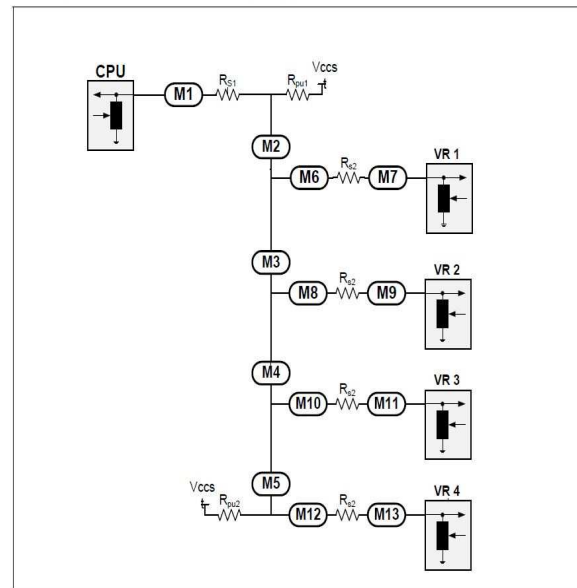 CPU
M1
RS1
Rpu1
Vccs
M2
M6
Rs2
M7
VR 1
M3
M8
Rs2
M9
VR 2
M4
M10
Rs2
M11
VR 3
M5
Vccs
Rpu2
M12
Rs2
M13
VR 4